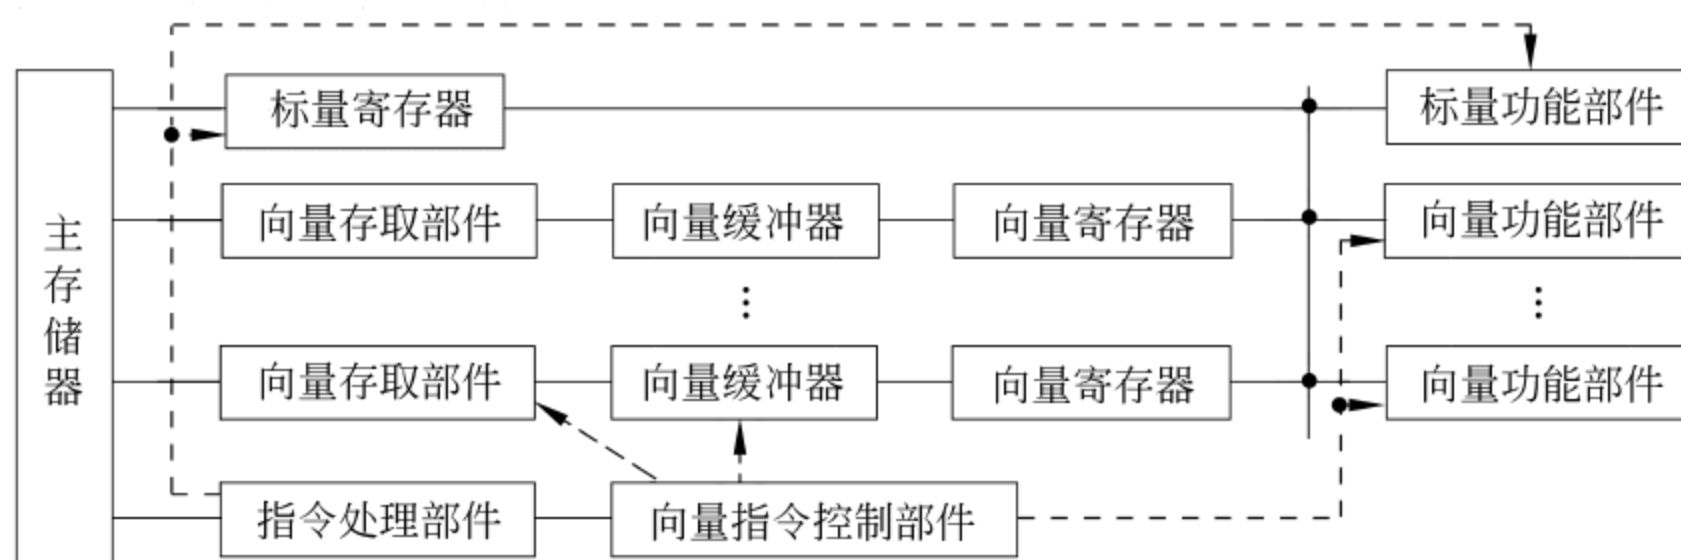 标量寄存器
标量功能部件
向量存取部件
向量缓冲器
向量寄存器
向量功能部件
主存储器
向量存取部件
向量缓冲器
向量寄存器
向量功能部件
指令处理部件
向量指令控制部件